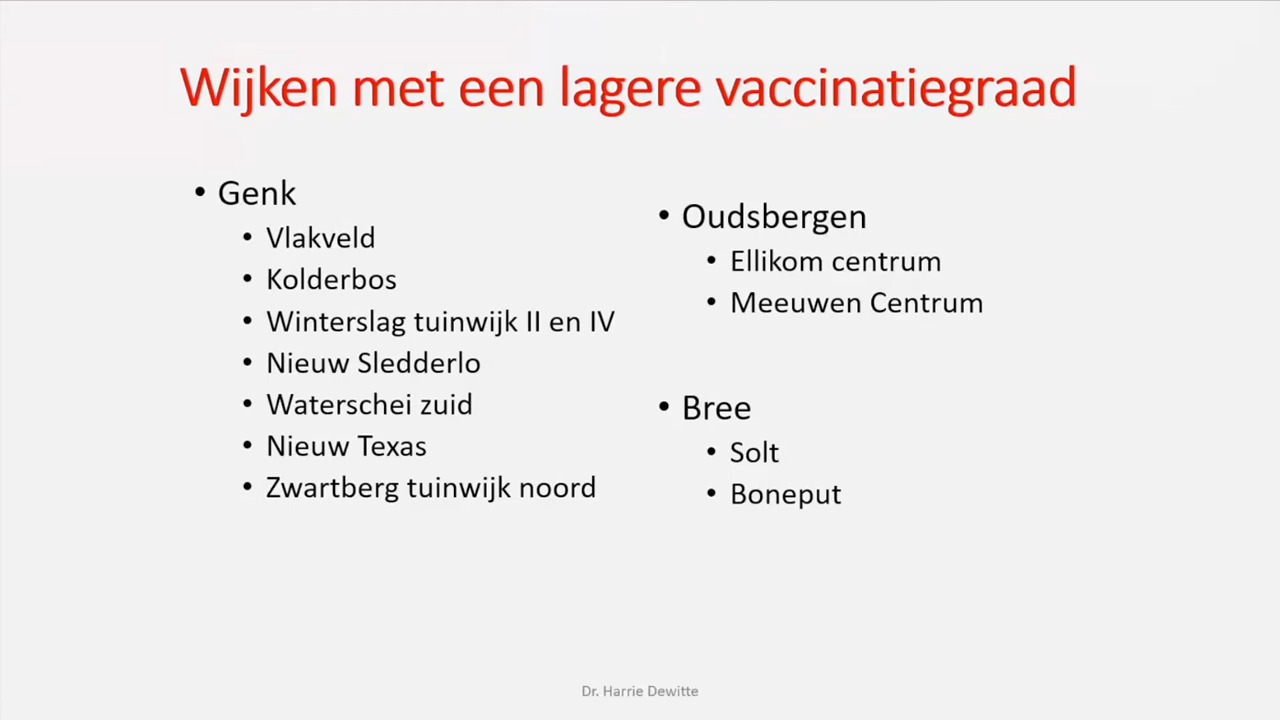 Wijken met een lagere vaccinatiegraad
• Genk
• Vlakveld
• Kolderbos
• Winterslag tuinwijk II en IV
• Nieuw Sledderlo
• Waterschei zuid
• Nieuw Texas
• Zwartberg tuinwijk noord
• Oudsbergen
• Ellikom centrum
• Meeuwen Centrum
• Bree
• Solt
• Boneput
Dr. Harrie Dewitte